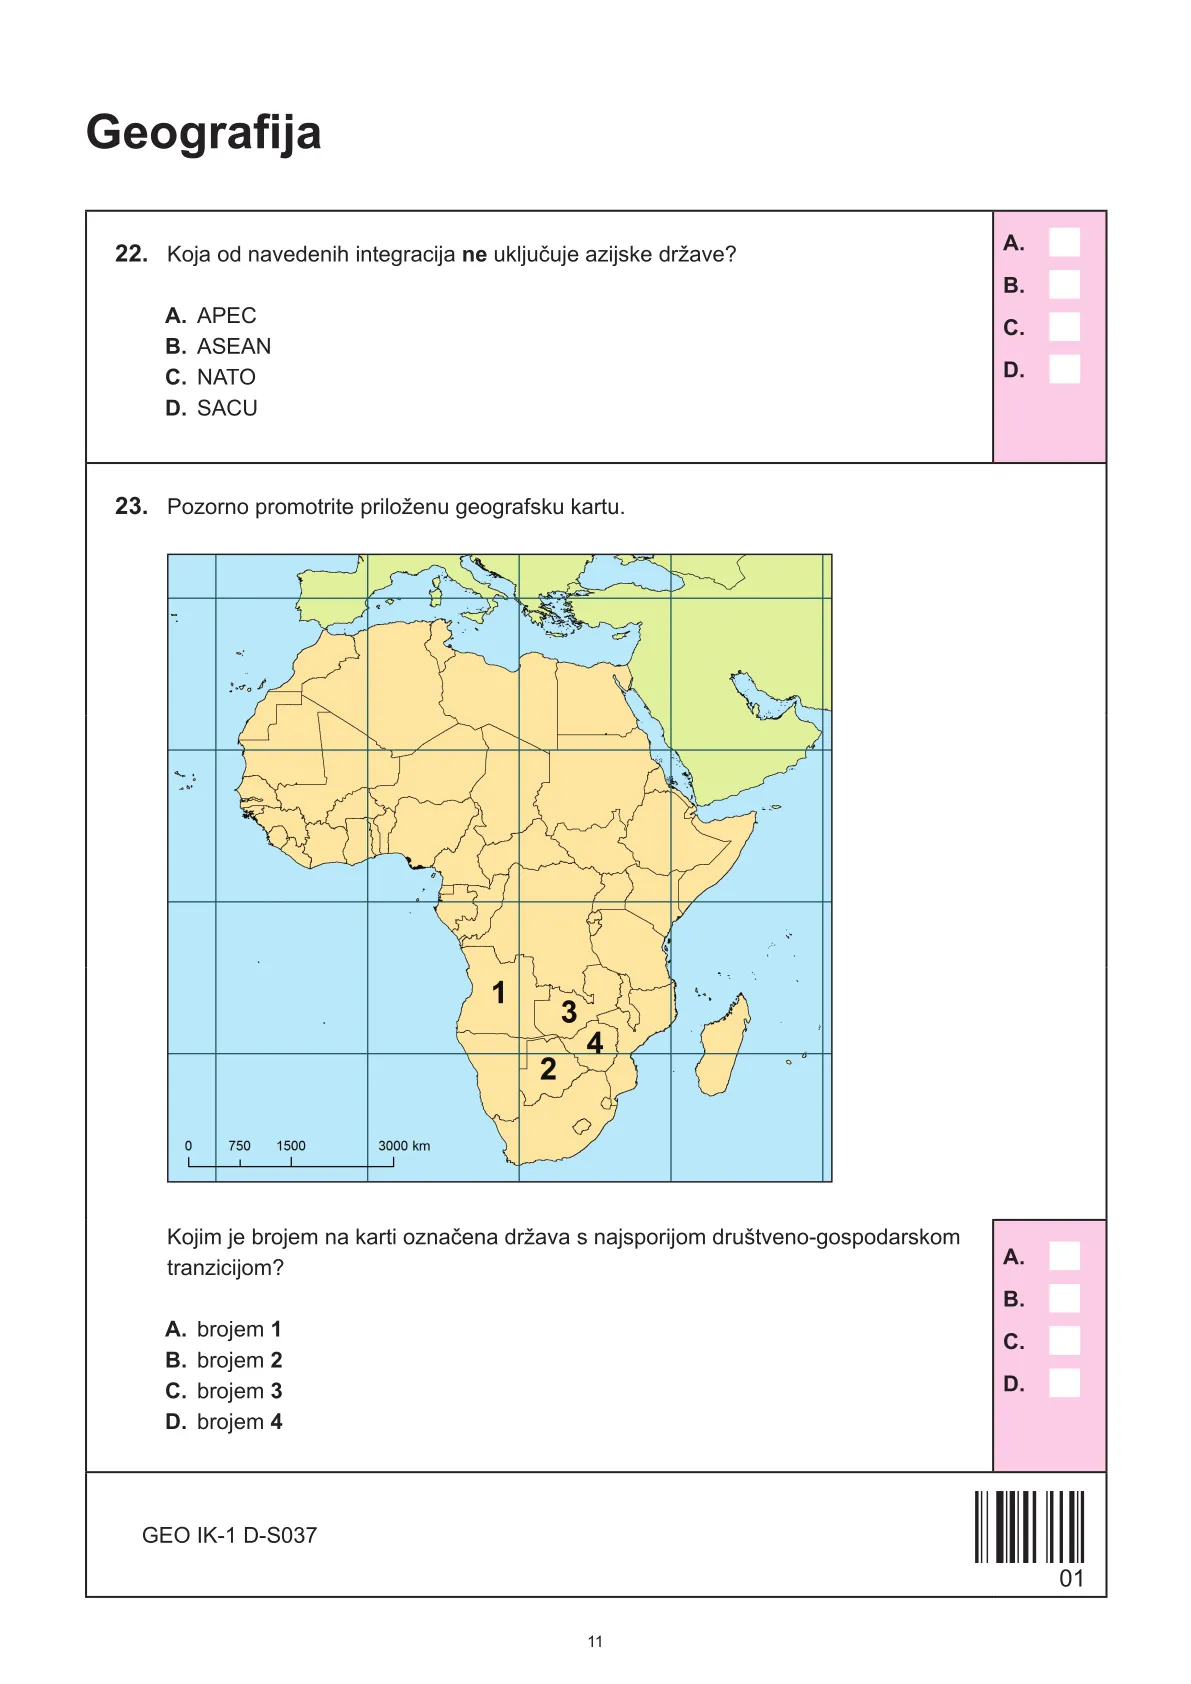 Geografija
22. Koja od navedenih integracija ne uključuje azijske države?
A. APEC
B. ASEAN
C. NATO
D. SACU
A.
B.
C.
D.
23. Pozorno promotrite priloženu geografsku kartu.
1
3
4
2
0 750 1500 3000 km
Kojim je brojem na karti označena država s najsporijom društveno-gospodarskom
tranzicijom?
A. brojem 1
B. brojem 2
C. brojem 3
D. brojem 4
A.
B.
C.
D.
GEO IK-1 D-S037
01
11